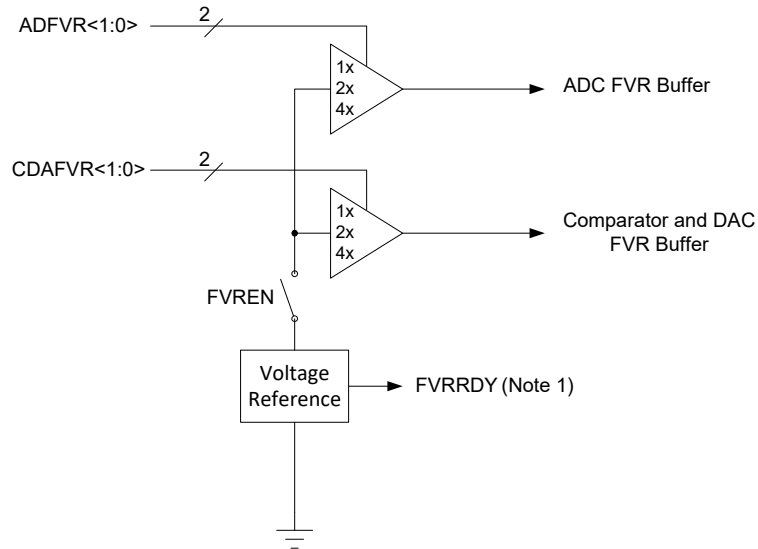 ADFVR<1:0>
2
1x
2x
4x
ADC FVR Buffer
CDAFVR<1:0>
2
1x
2x
4x
Comparator and DAC
FVR Buffer
FVREN
Voltage
Reference
FVRRDY (Note 1)